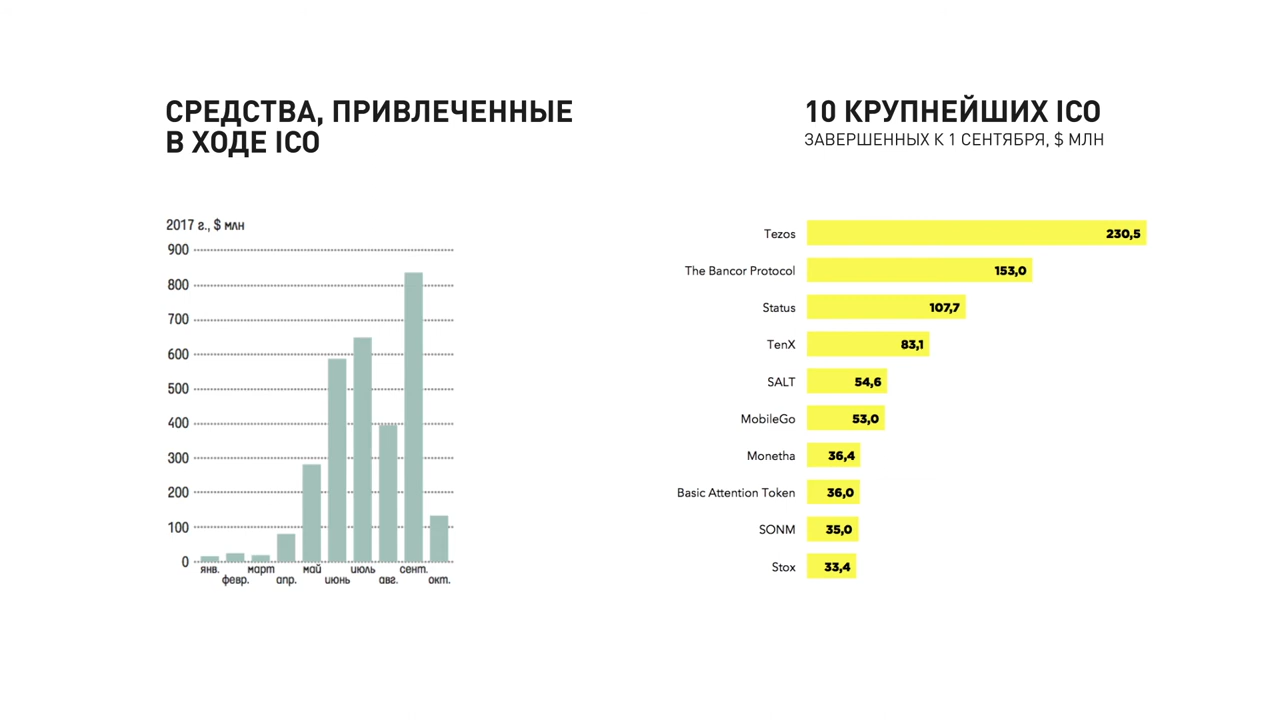 СРЕДСТВА, ПРИВЛЕЧЕННЫЕ
В ХОДЕ ICO
2017 г., $ млн
900
800
700
600
500
400
300
200
100
0
янв.
февр.
март
апр.
май
июнь
июль
авг.
сент.
окт.
10 КРУПНЕЙШИХ ICO
ЗАВЕРШЕННЫХ К 1 СЕНТЯБРЯ, $ МЛН
Tezos 230,5
The Bancor Protocol 153,0
Status 107,7
TenX 83,1
SALT 54,6
MobileGo 53,0
Monetha 36,4
Basic Attention Token 36,0
SONM 35,0
Stox 33,4